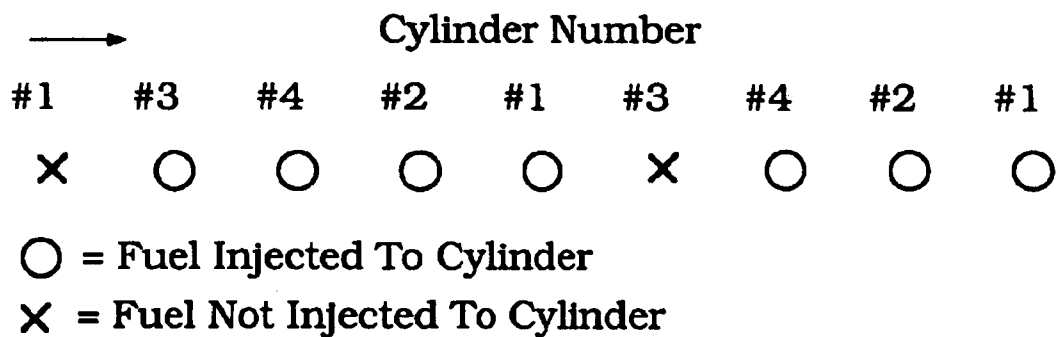 Cylinder Number
#1 #3 #4 #2 #1 #3 #4 #2 #1
X O O O O X O O O
O = Fuel Injected To Cylinder
X = Fuel Not Injected To Cylinder